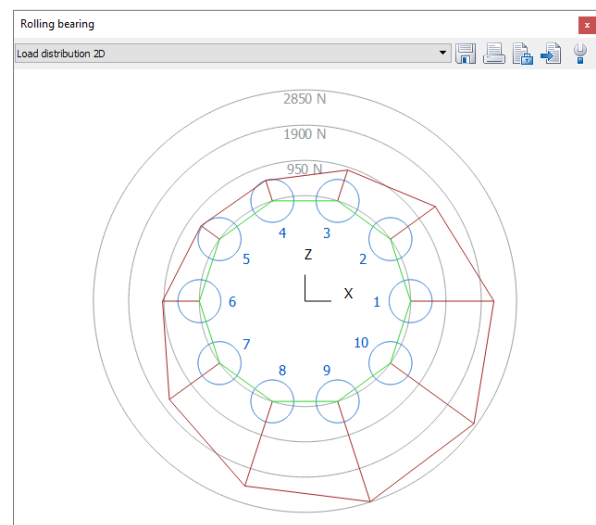 Rolling bearing
x
Load distribution 2D
2850 N
1900 N
950 N
4
3
5
2
Z
X
6
1
7
10
8
9